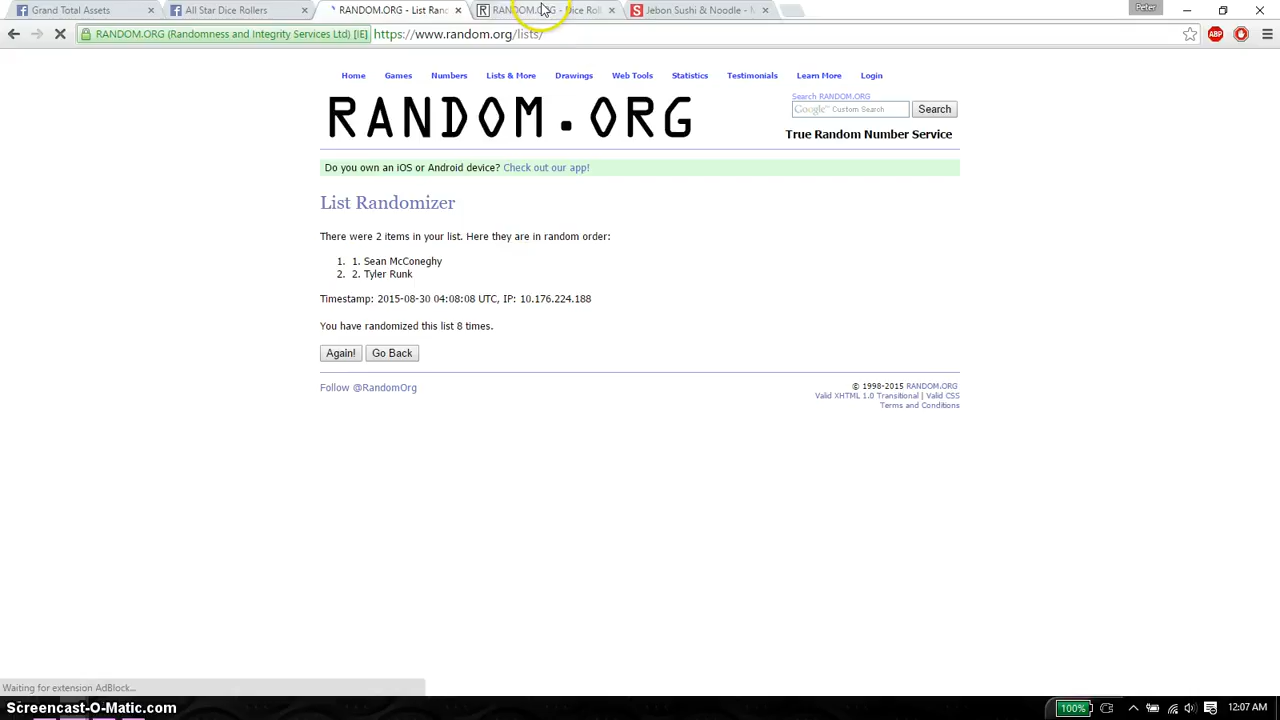 Grand Total Assets
All Star Dice Rollers
RANDOM.ORG - List Rand
RANDOM.ORG - Dice Roll
Jebon Sushi & Noodle - N
Peter
RANDOM.ORG (Randomness and Integrity Services Ltd) [IE]
https://www.random.org/lists/
ABP
Home Games Numbers Lists & More Drawings Web Tools Statistics Testimonials Learn More Login
RANDOM.ORG
Search RANDOM.ORG
Google™ Custom Search
Search
True Random Number Service
Do you own an iOS or Android device? Check out our app!
List Randomizer
There were 2 items in your list. Here they are in random order:
1. 1. Sean McConeghy
2. 2. Tyler Runk
Timestamp: 2015-08-30 04:08:08 UTC, IP: 10.176.224.188
You have randomized this list 8 times.
Again! Go Back
Follow @RandomOrg
© 1998-2015 RANDOM.ORG
Valid XHTML 1.0 Transitional | Valid CSS
Terms and Conditions
Waiting for extension AdBlock...
Screencast-O-Matic.com
100%
12:07 AM